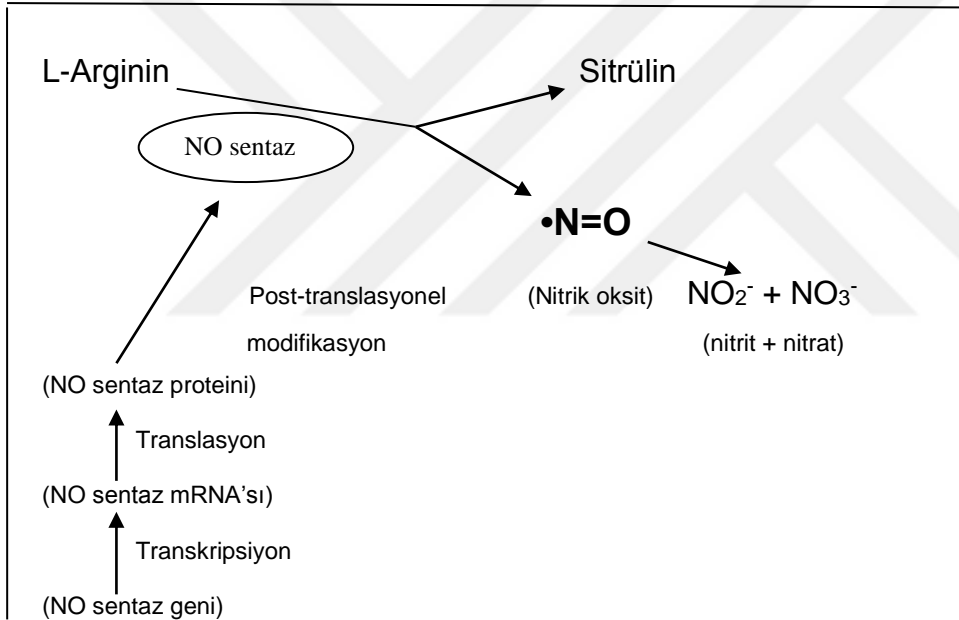 L-Arginin
Sitrülin
NO sentaz
•N=O
Post-translasyonel
modifikasyon
(Nitrik oksit)
NO₂⁻ + NO₃⁻
(nitrit + nitrat)
(NO sentaz proteini)
Translasyon
(NO sentaz mRNA’sı)
Transkripsiyon
(NO sentaz geni)